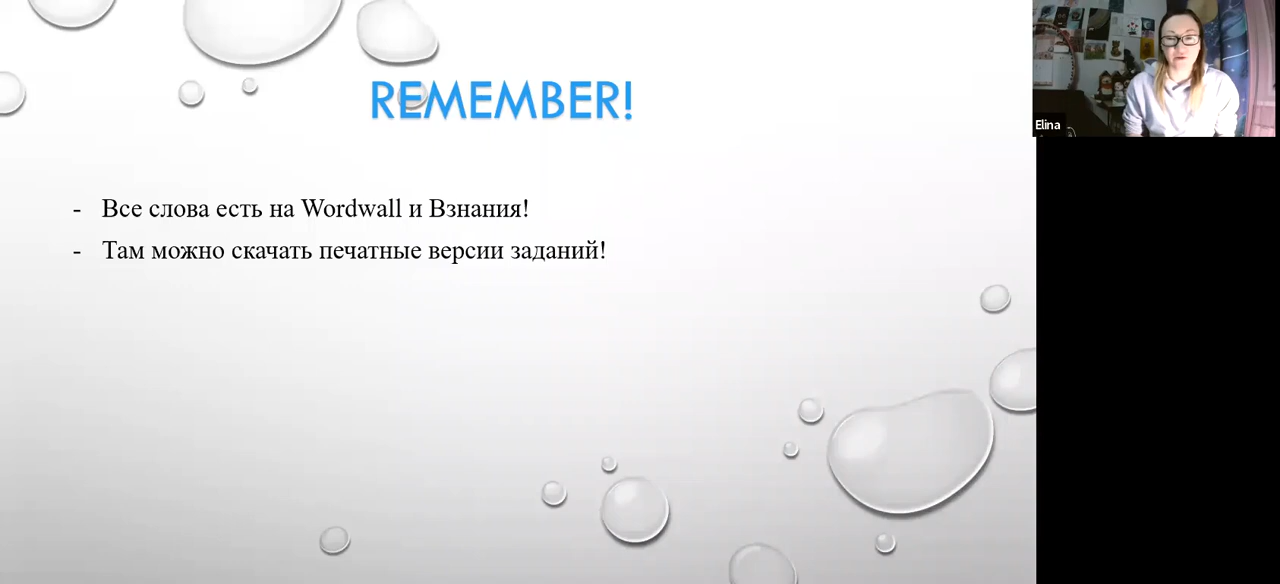 REMEMBER!
- Все слова есть на Wordwall и Взнания!
- Там можно скачать печатные версии заданий!
Elina